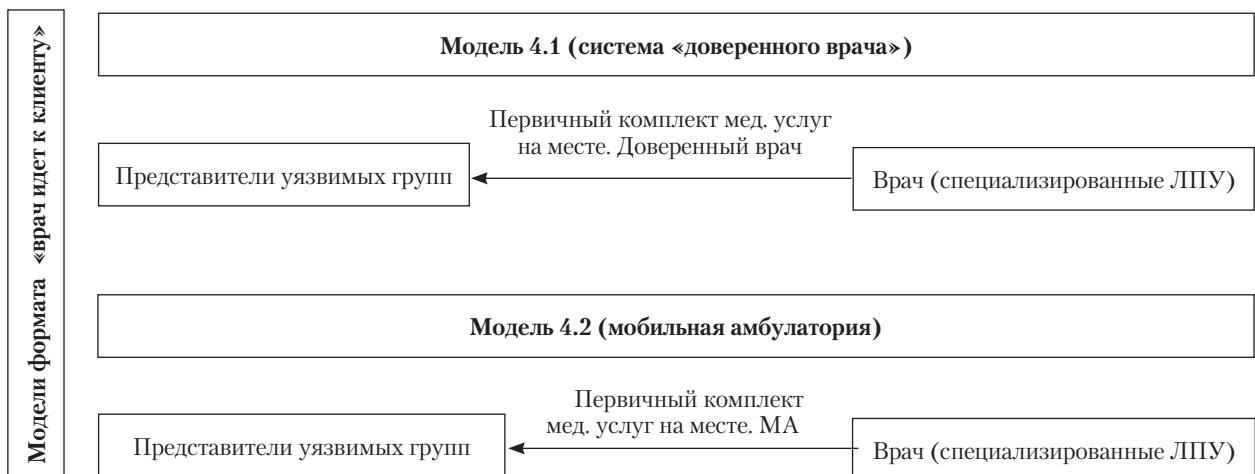 Модели формата «врач идет к клиенту»
Модель 4.1 (система «доверенного врача»)
Первичный комплект мед. услуг
на месте. Доверенный врач
Представители уязвимых групп
Врач (специализированные ЛПУ)
Модель 4.2 (мобильная амбулатория)
Первичный комплект
мед. услуг на месте. МА
Представители уязвимых групп
Врач (специализированные ЛПУ)